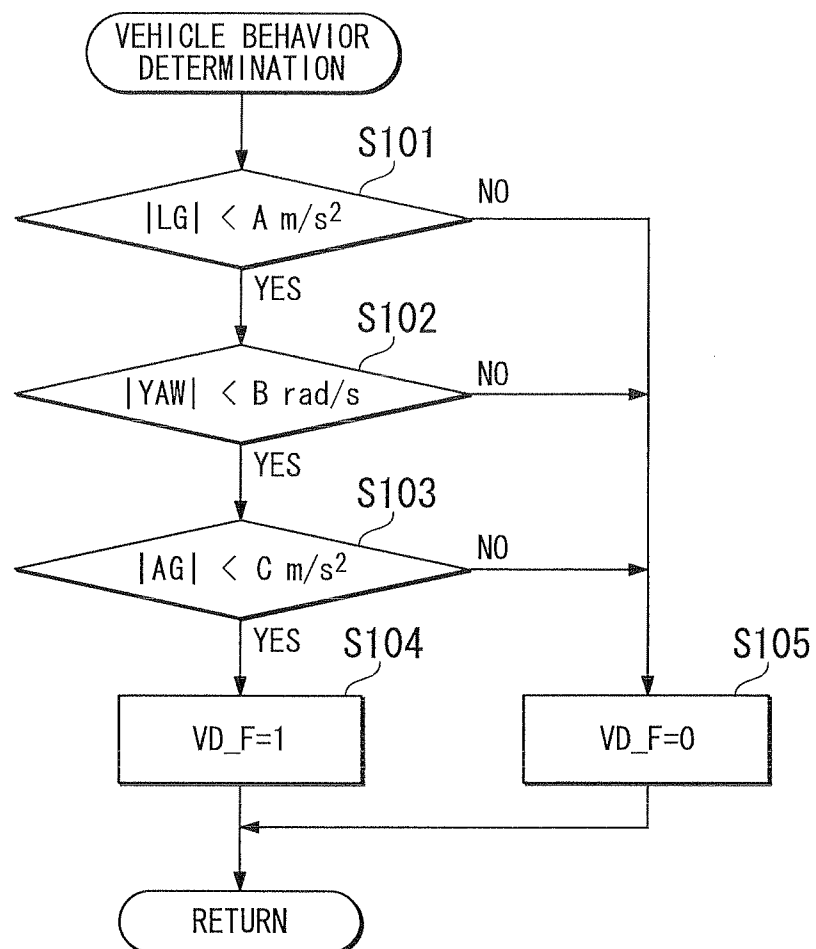 VEHICLE BEHAVIOR
DETERMINATION
S101
|LG| < A m/s²
NO
YES
S102
|YAW| < B rad/s
NO
YES
S103
|AG| < C m/s²
NO
YES
S104
VD_F=1
S105
VD_F=0
RETURN